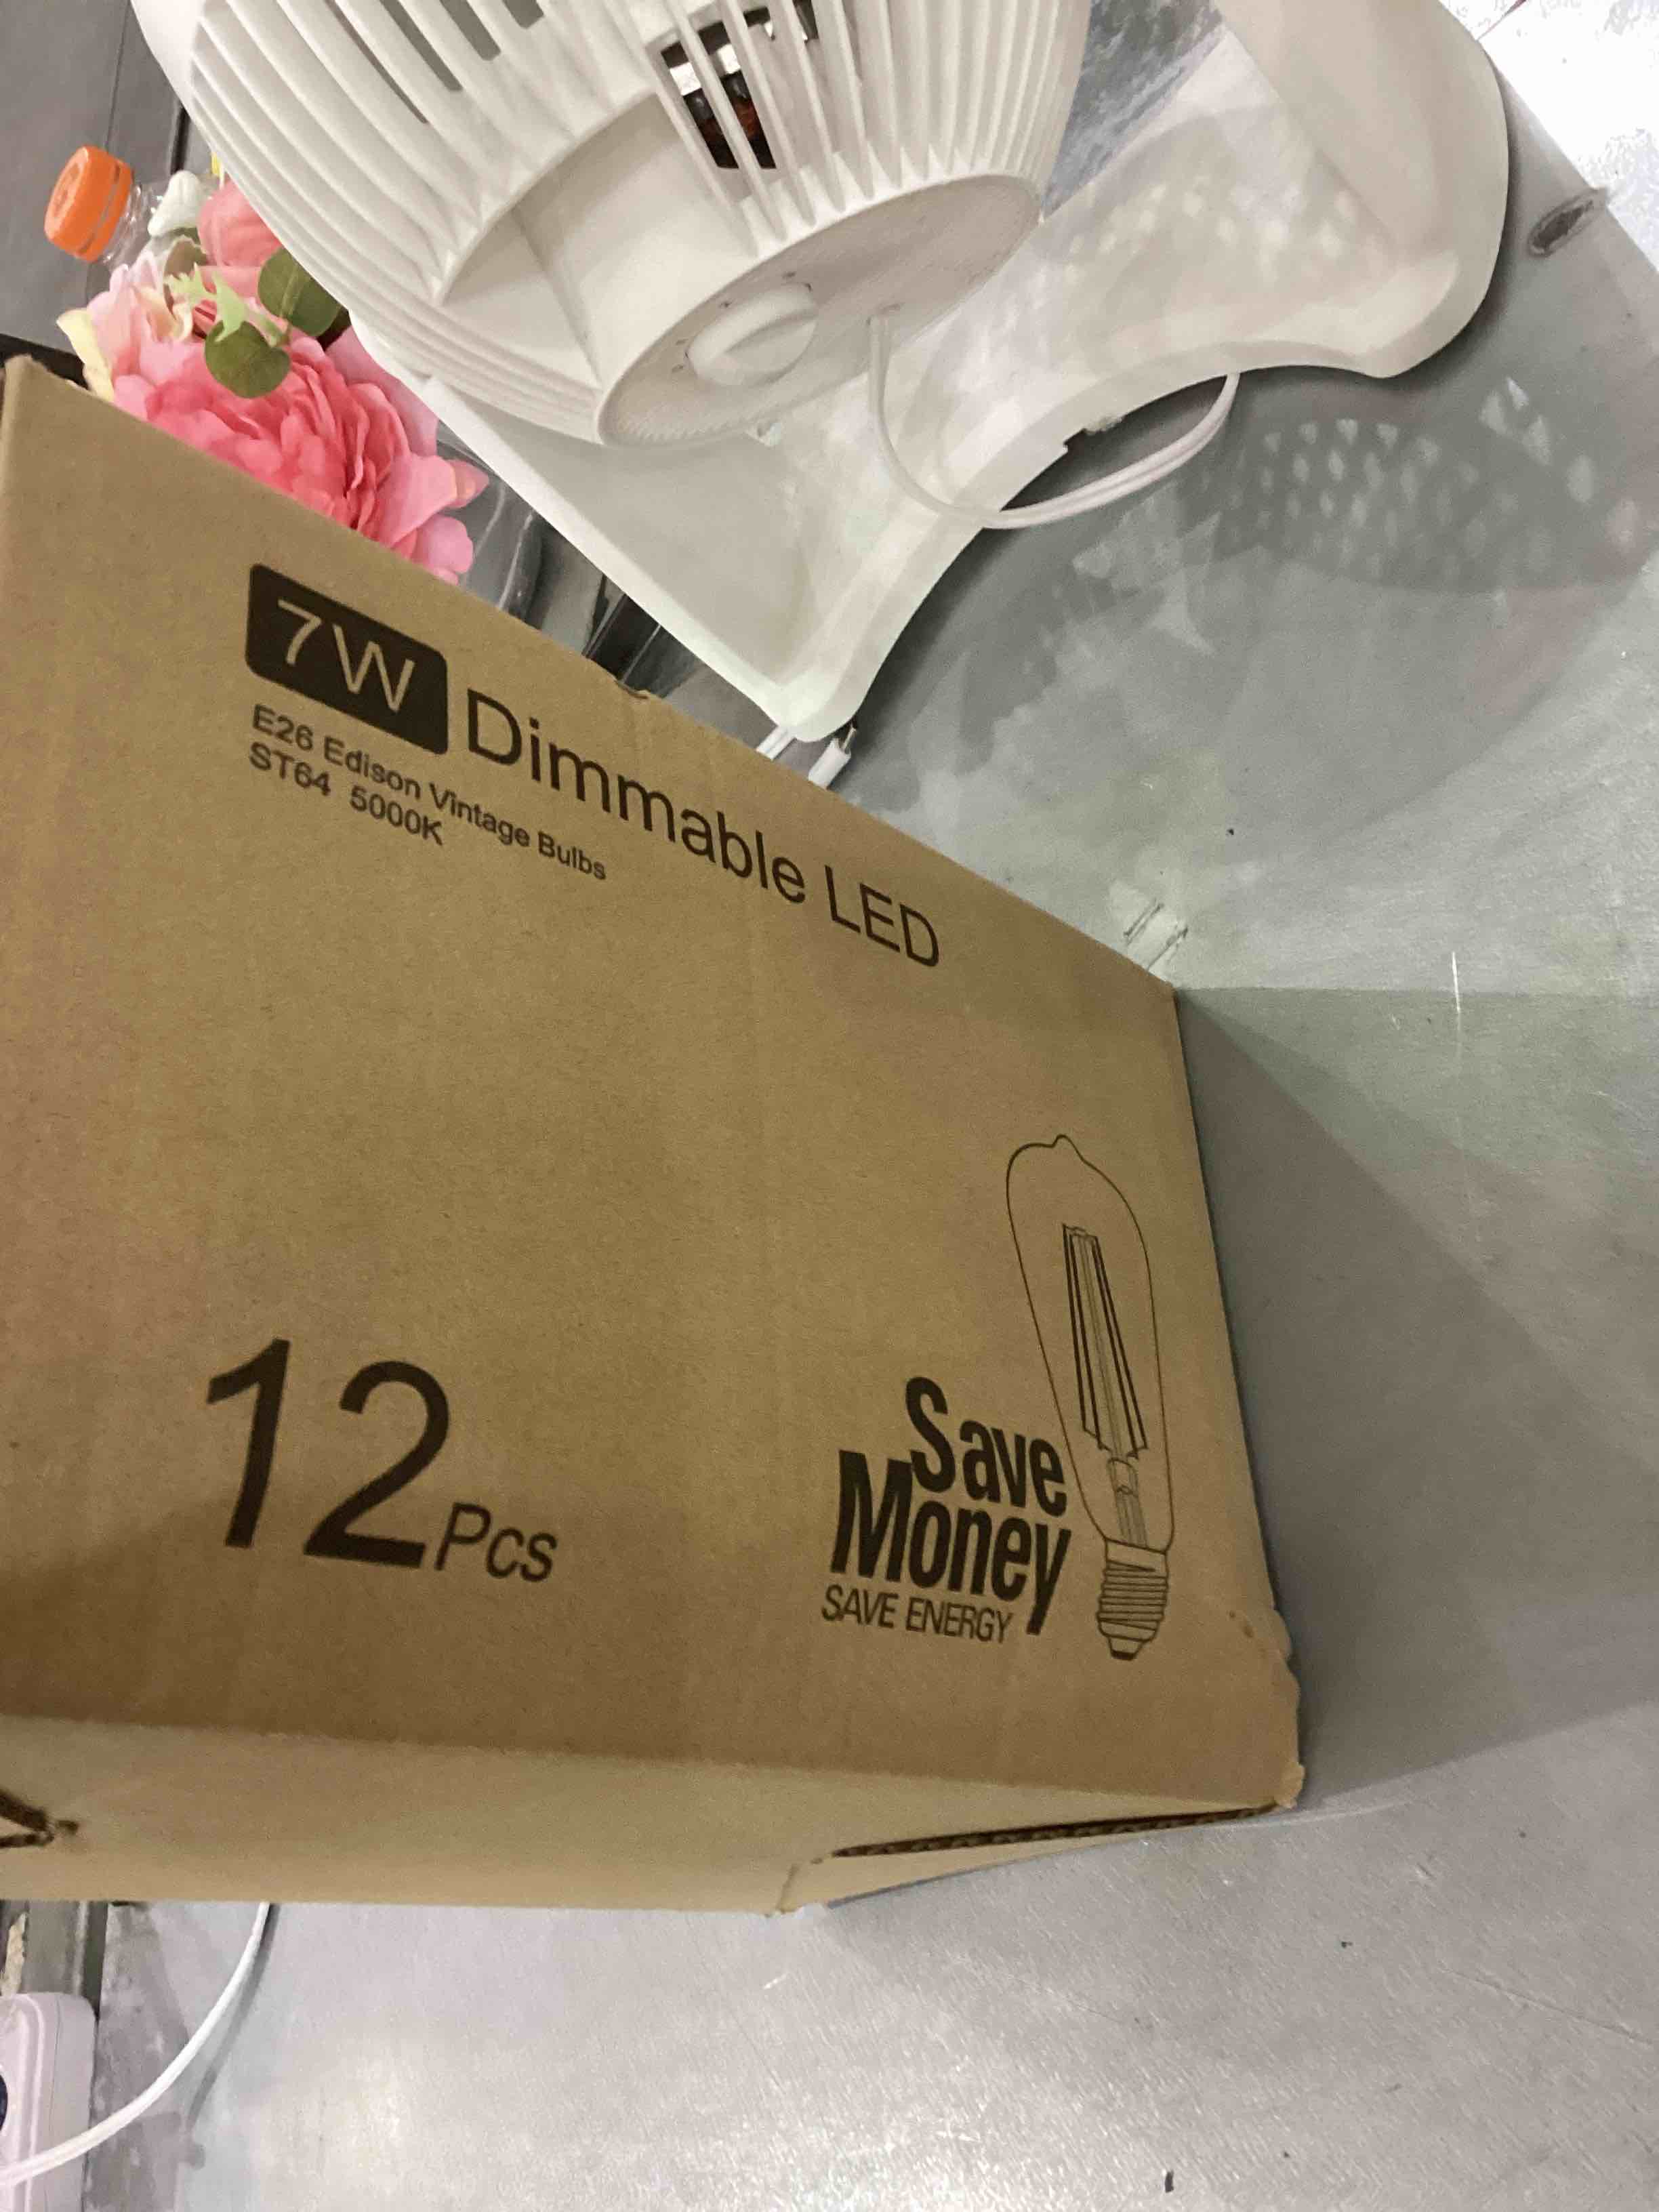 7W Dimmable LED
E26 Edison Vintage Bulbs
ST64 5000K
12Pcs
Save
Money
SAVE ENERGY